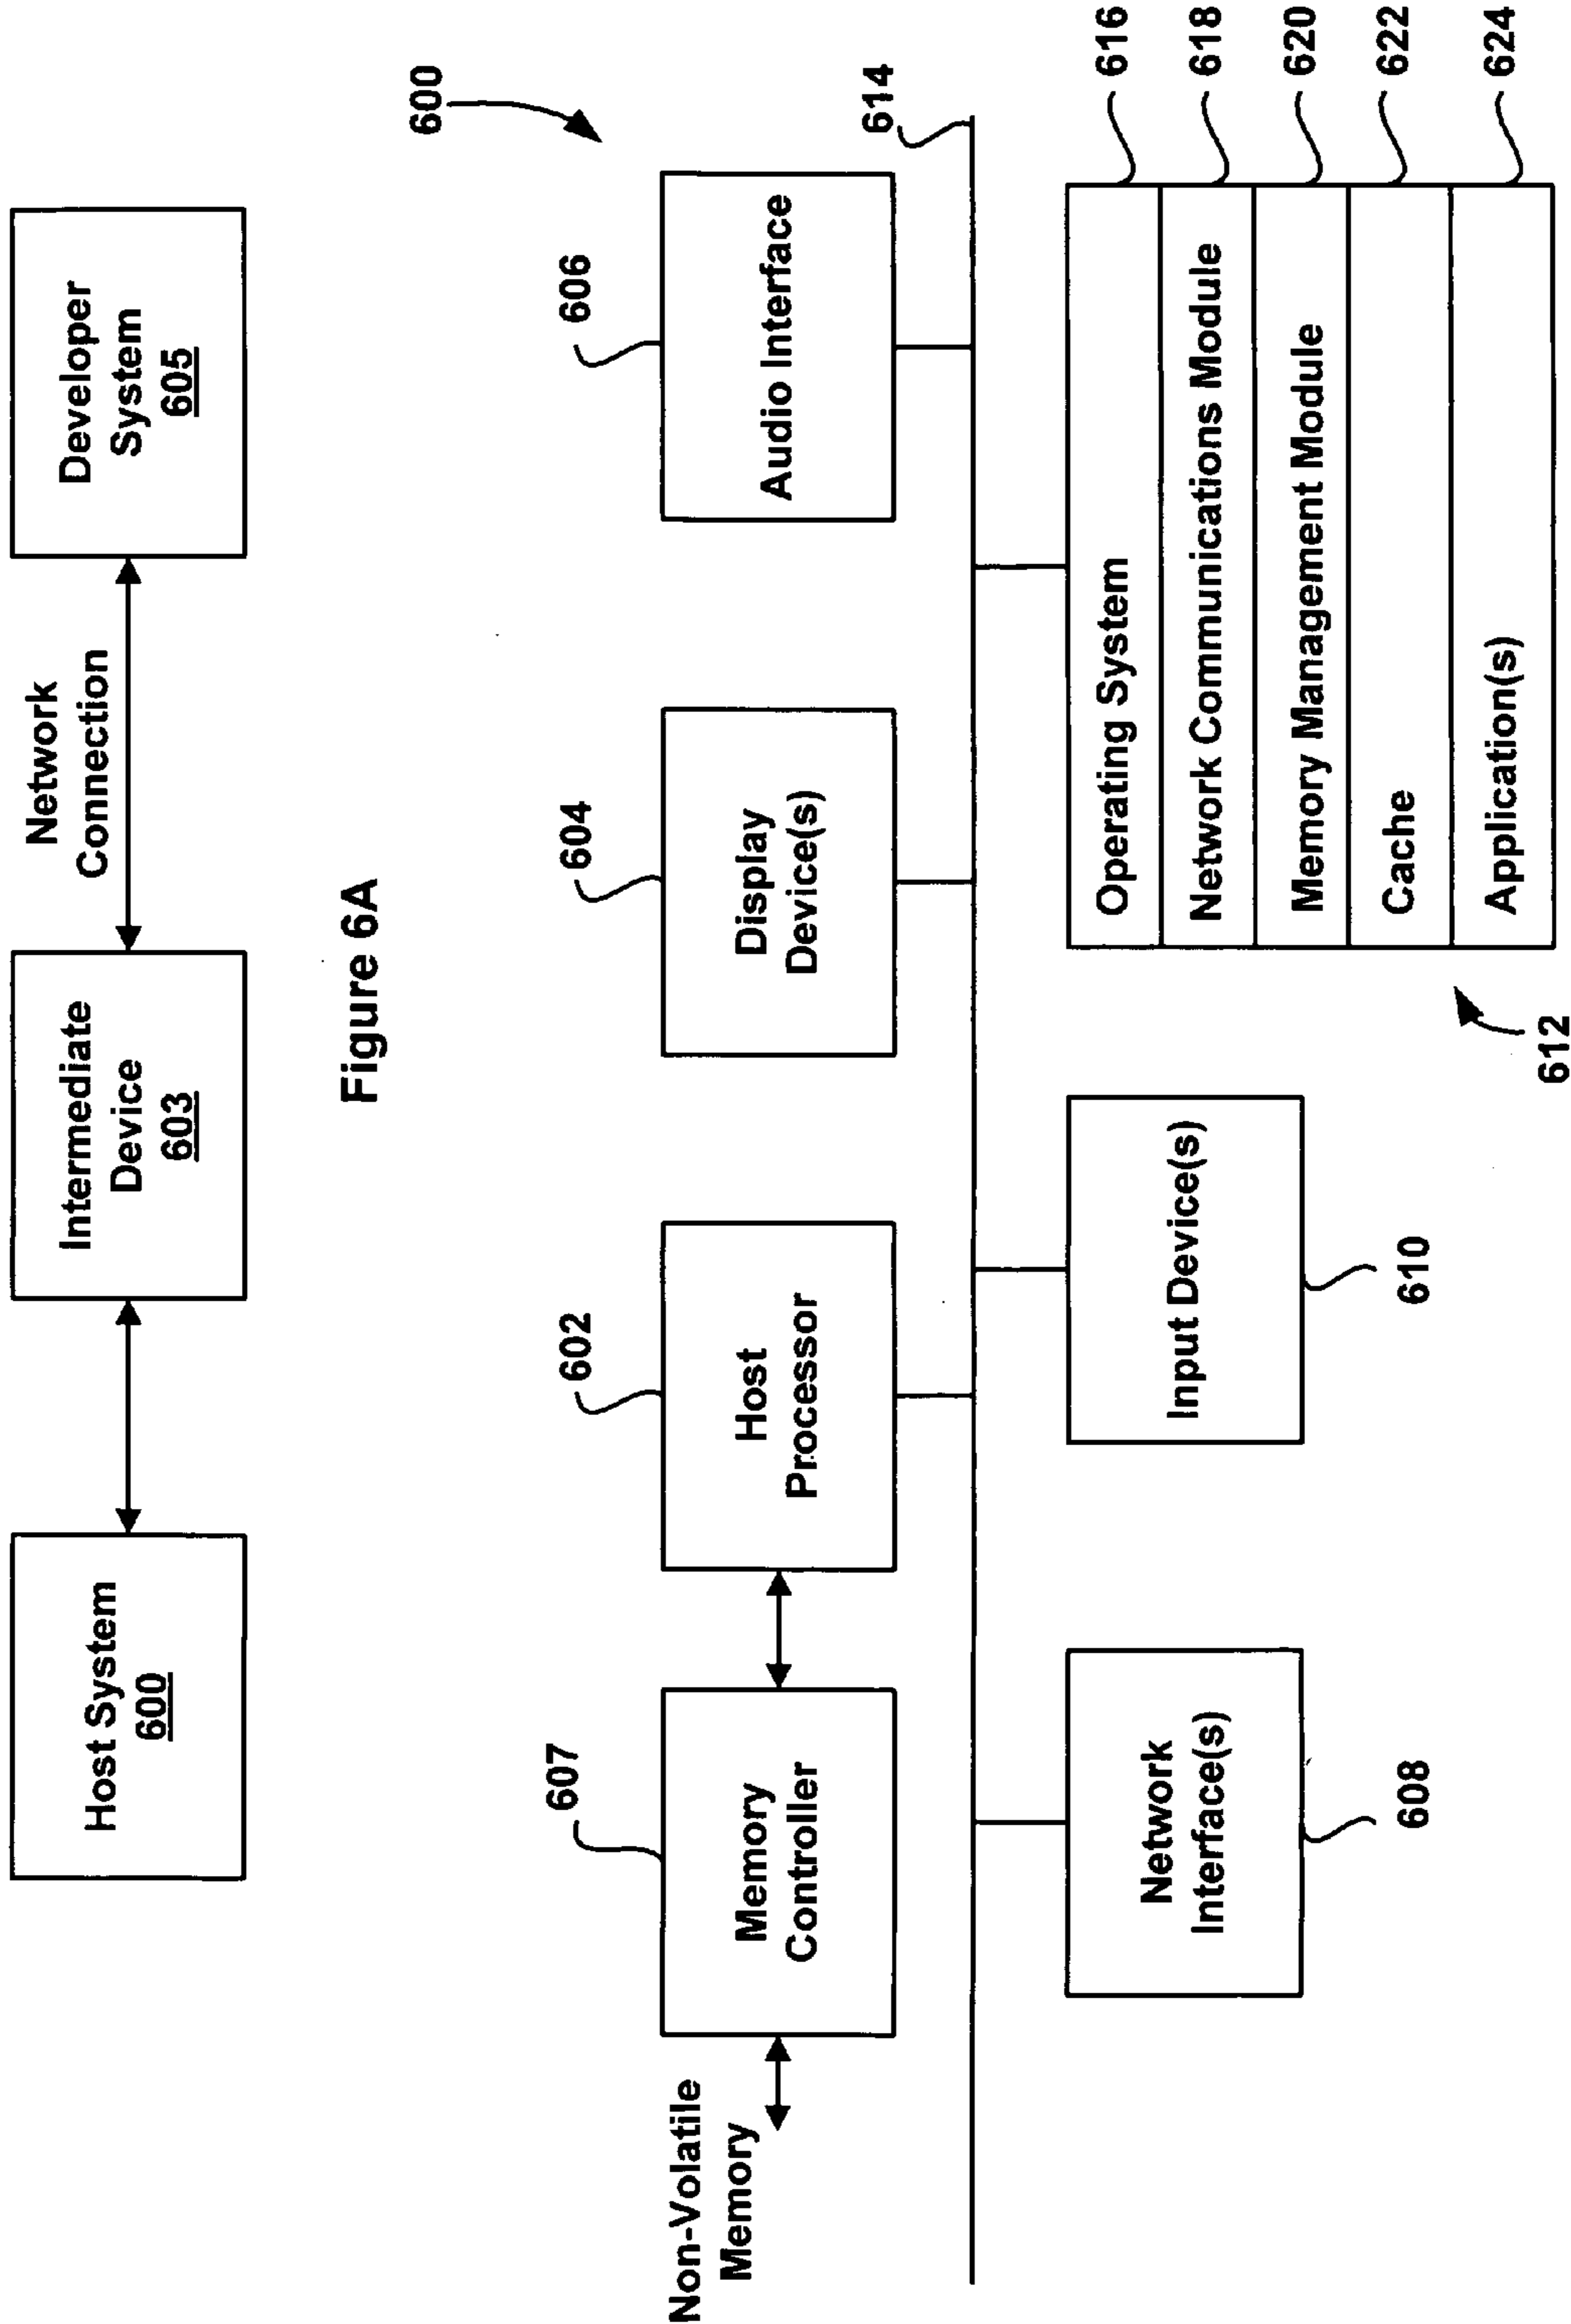 Host System
600
Intermediate
Device
603
Network
Connection
Developer
System
605
Figure 6A
600
607
602
604
606
Non-Volatile
Memory
Memory
Controller
Host
Processor
Display
Device(s)
Audio Interface
614
Network
Interface(s)
608
Input Device(s)
610
Operating System
616
Network Communications Module
618
Memory Management Module
620
Cache
622
Application(s)
624
612